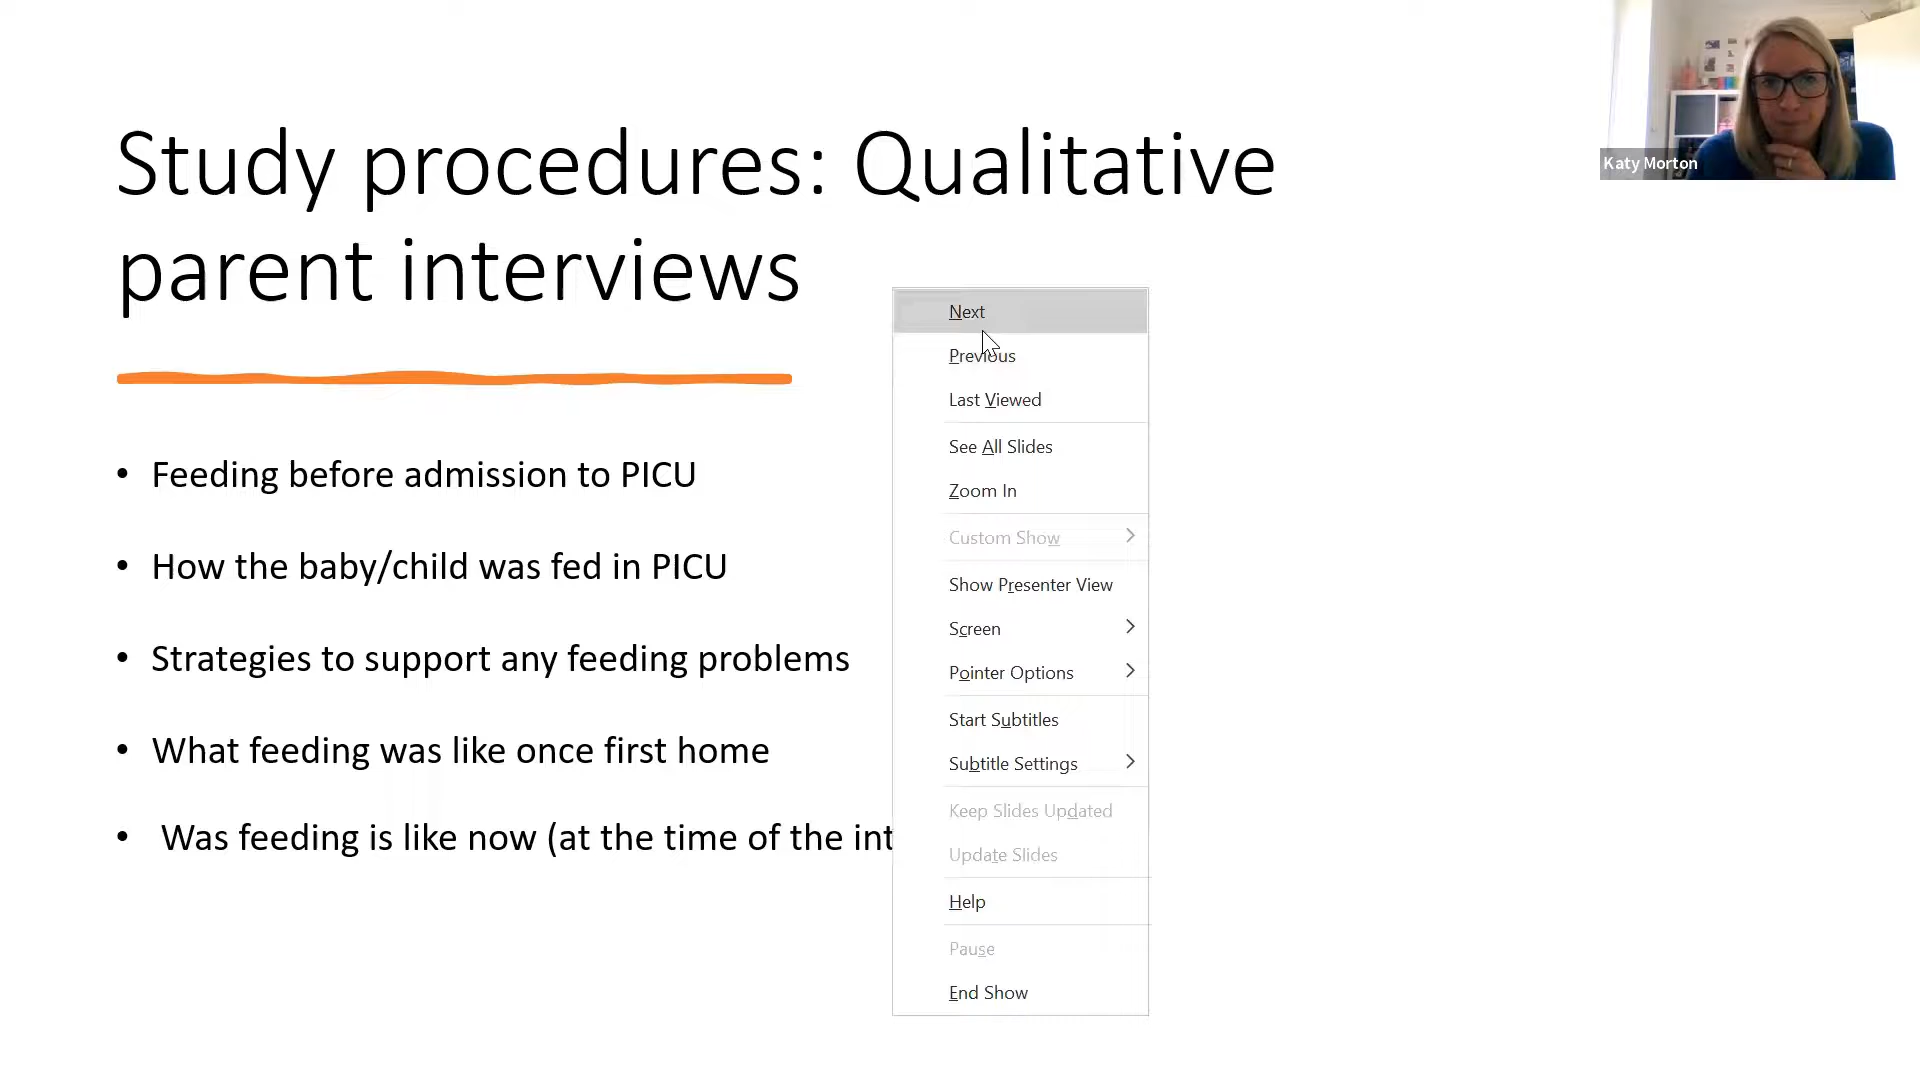 Study procedures: Qualitative
parent interviews
Katy Morton
• Feeding before admission to PICU
• How the baby/child was fed in PICU
• Strategies to support any feeding problems
• What feeding was like once first home
• Was feeding is like now (at the time of the
Next
Previous
Last Viewed
See All Slides
Zoom In
Custom Show
Show Presenter View
Screen
Pointer Options
Start Subtitles
Subtitle Settings
Keep Slides Updated
Update Slides
Help
Pause
End Show